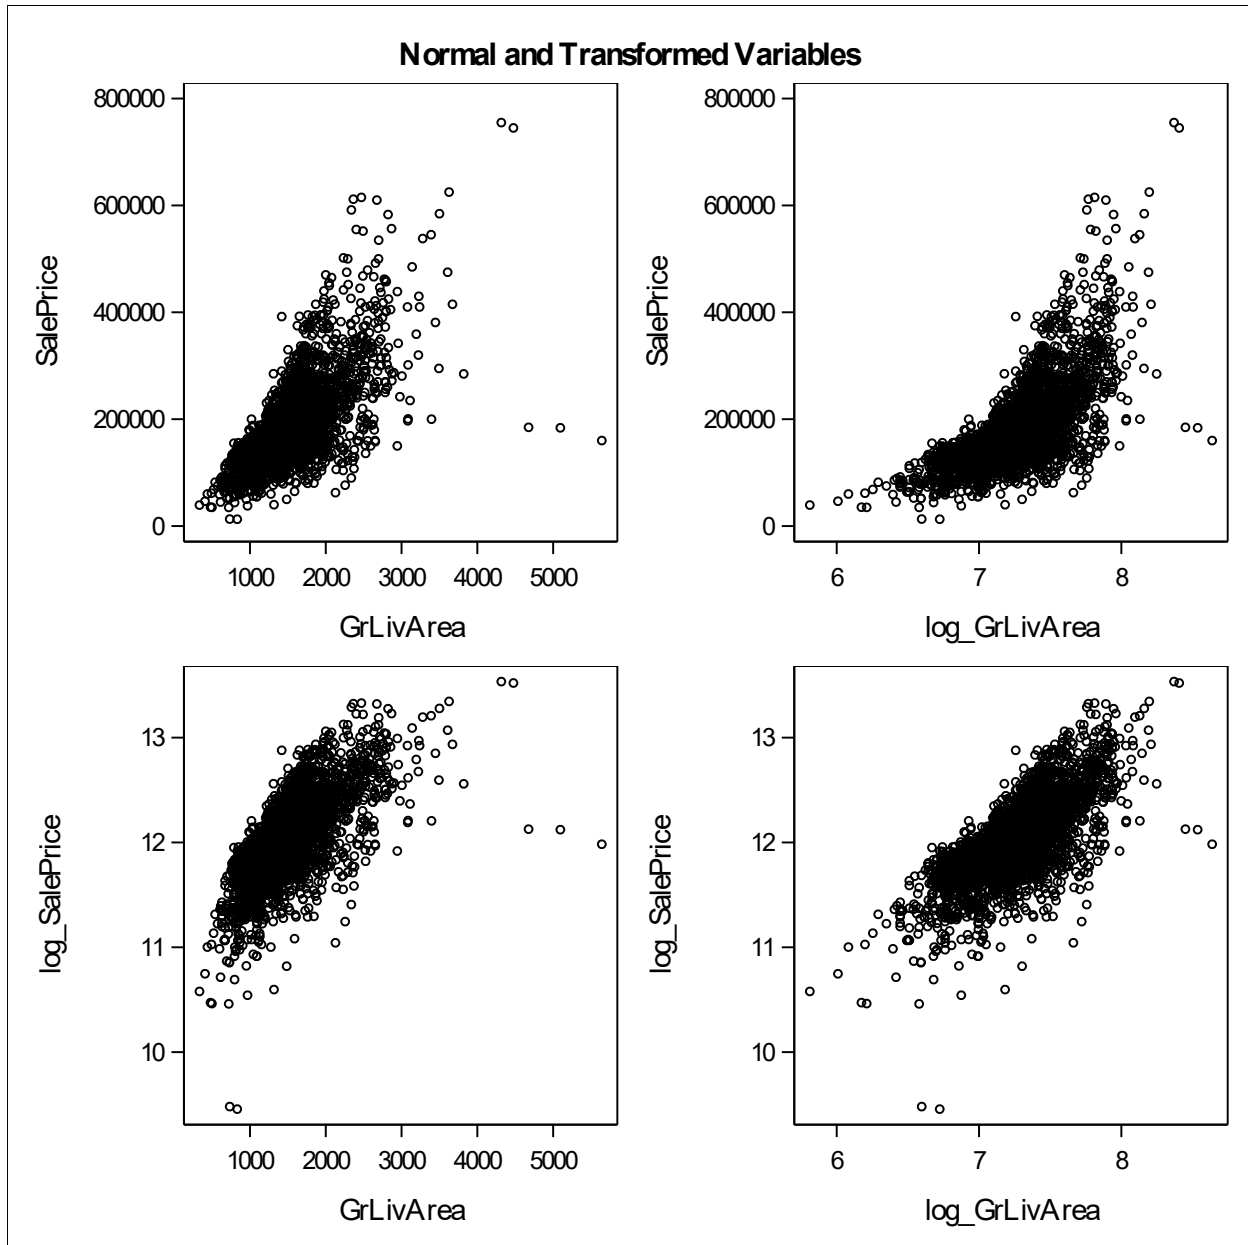 Normal and Transformed Variables
800000
600000
400000
200000
0
SalePrice
1000 2000 3000 4000 5000
GrLivArea
800000
600000
400000
200000
0
SalePrice
6 7 8
log_GrLivArea
13
12
11
10
log_SalePrice
1000 2000 3000 4000 5000
GrLivArea
13
12
11
10
log_SalePrice
6 7 8
log_GrLivArea